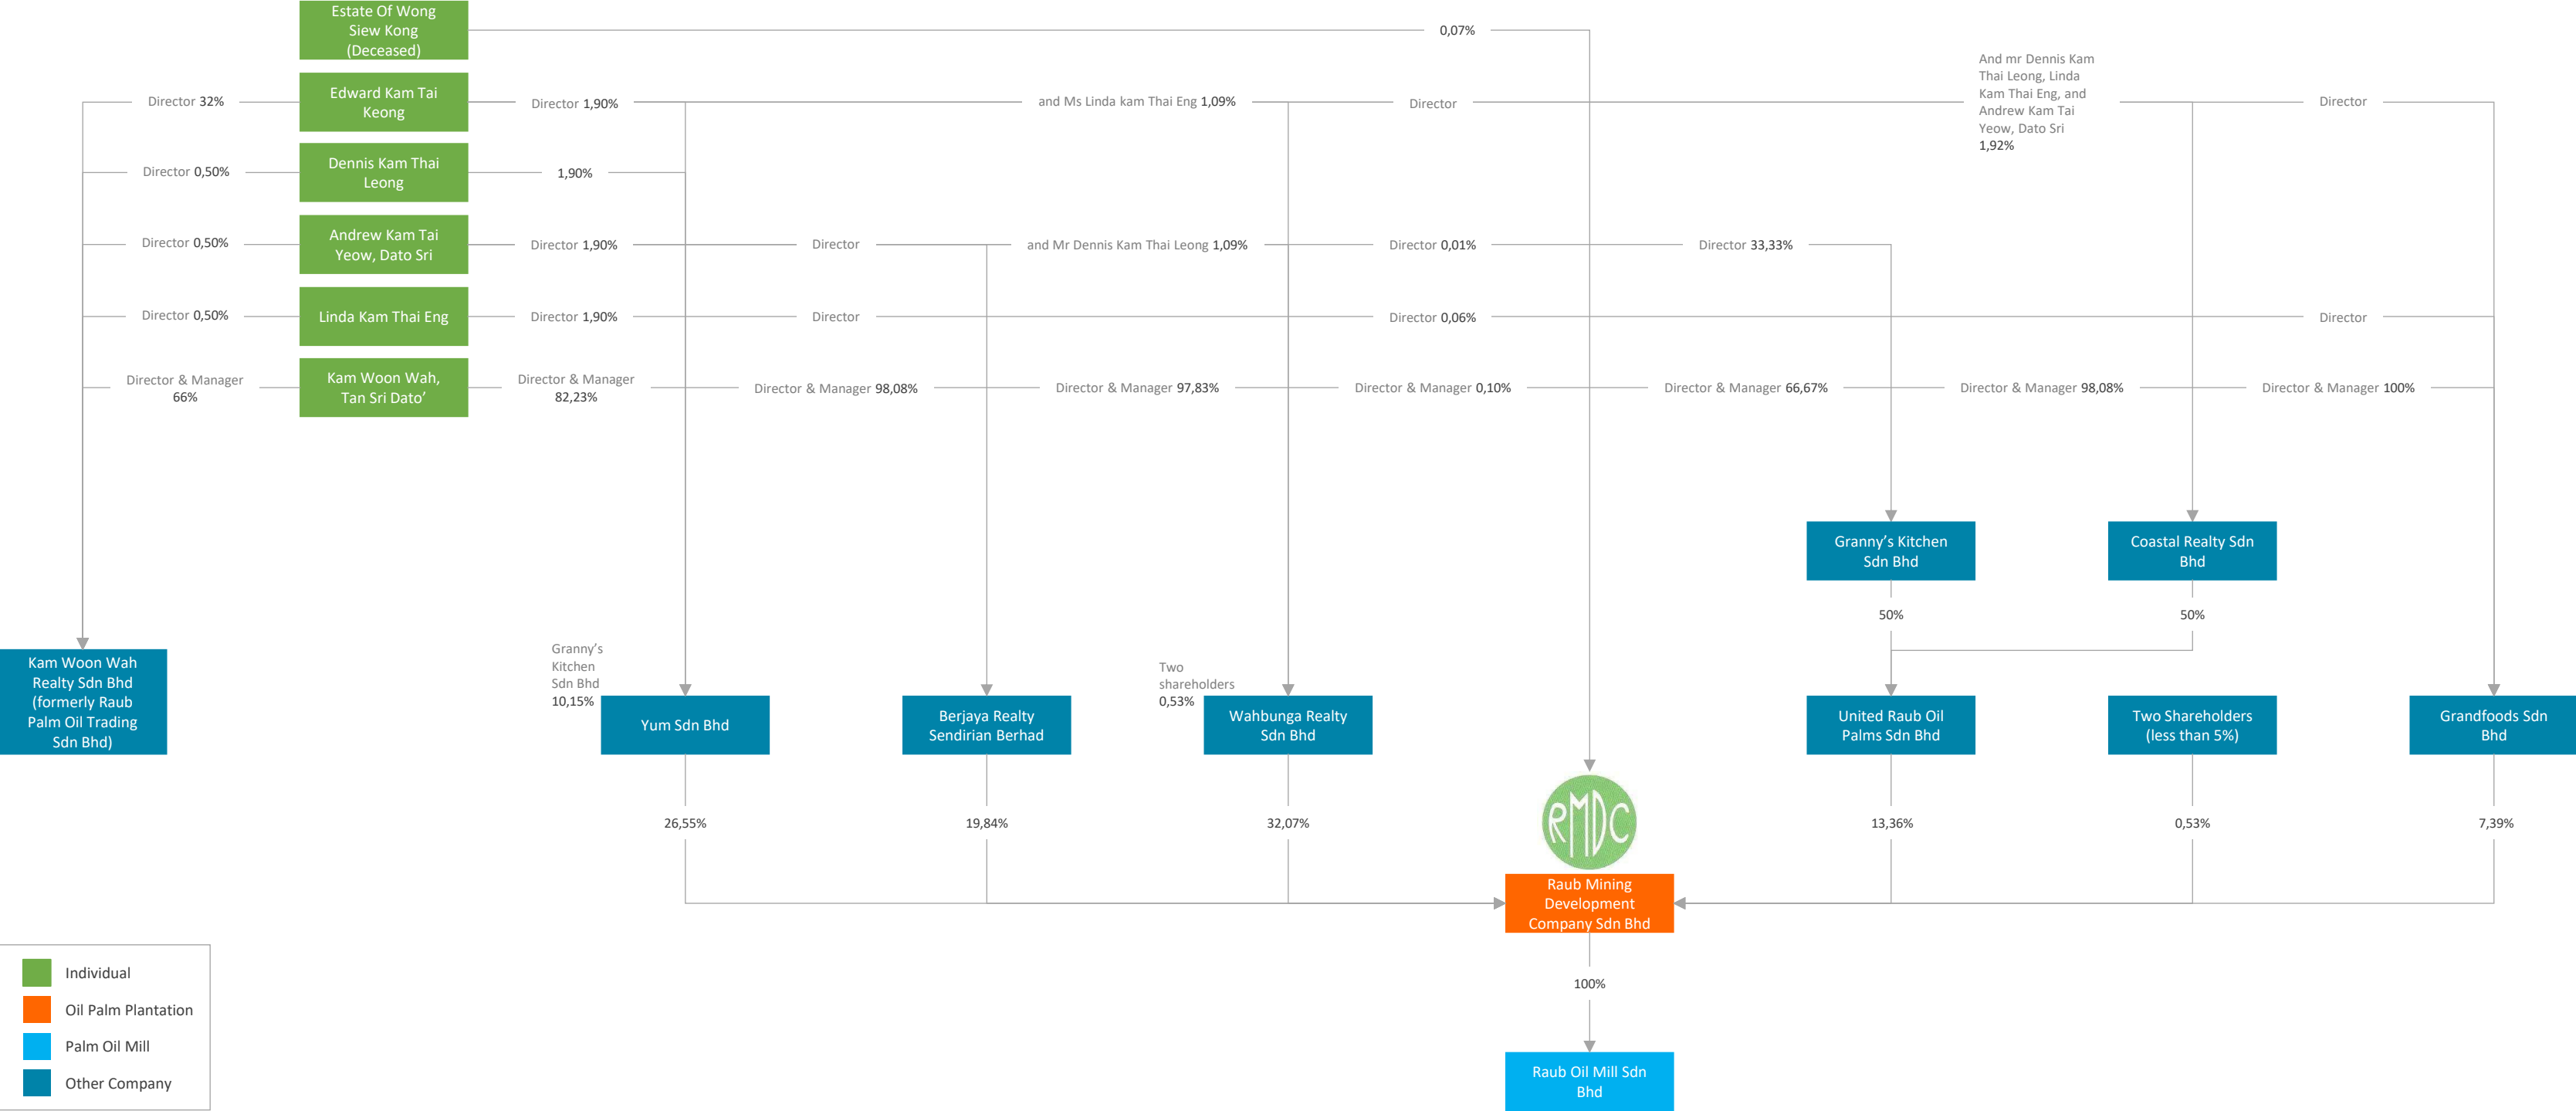 Estate Of Wong
Siew Kong
(Deceased)
0,07%
And mr Dennis Kam
Thai Leong, Linda
Kam Thai Eng, and
Andrew Kam Tai
Yeow, Dato Sri
1,92%
Director 32%
Edward Kam Tai
Keong
Director 1,90%
and Ms Linda kam Thai Eng 1,09%
Director
Director
Director 0,50%
Dennis Kam Thai
Leong
1,90%
Director 0,50%
Andrew Kam Tai
Yeow, Dato Sri
Director 1,90%
Director
and Mr Dennis Kam Thai Leong 1,09%
Director 0,01%
Director 33,33%
Director 0,50%
Linda Kam Thai Eng
Director 1,90%
Director
Director 0,06%
Director
Director & Manager
66%
Kam Woon Wah,
Tan Sri Dato’
Director & Manager
82,23%
Director & Manager 98,08%
Director & Manager 97,83%
Director & Manager 0,10%
Director & Manager 66,67%
Director & Manager 98,08%
Director & Manager 100%
Granny’s Kitchen
Sdn Bhd
Coastal Realty Sdn
Bhd
50%
50%
Kam Woon Wah
Realty Sdn Bhd
(formerly Raub
Palm Oil Trading
Sdn Bhd)
Granny’s
Kitchen
Sdn Bhd
10,15%
Yum Sdn Bhd
Berjaya Realty
Sendirian Berhad
Two
shareholders
0,53%
Wahbunga Realty
Sdn Bhd
United Raub Oil
Palms Sdn Bhd
Two Shareholders
(less than 5%)
Grandfoods Sdn
Bhd
26,55%
19,84%
32,07%
RMDC
13,36%
0,53%
7,39%
Raub Mining
Development
Company Sdn Bhd
100%
Raub Oil Mill Sdn
Bhd
Individual
Oil Palm Plantation
Palm Oil Mill
Other Company